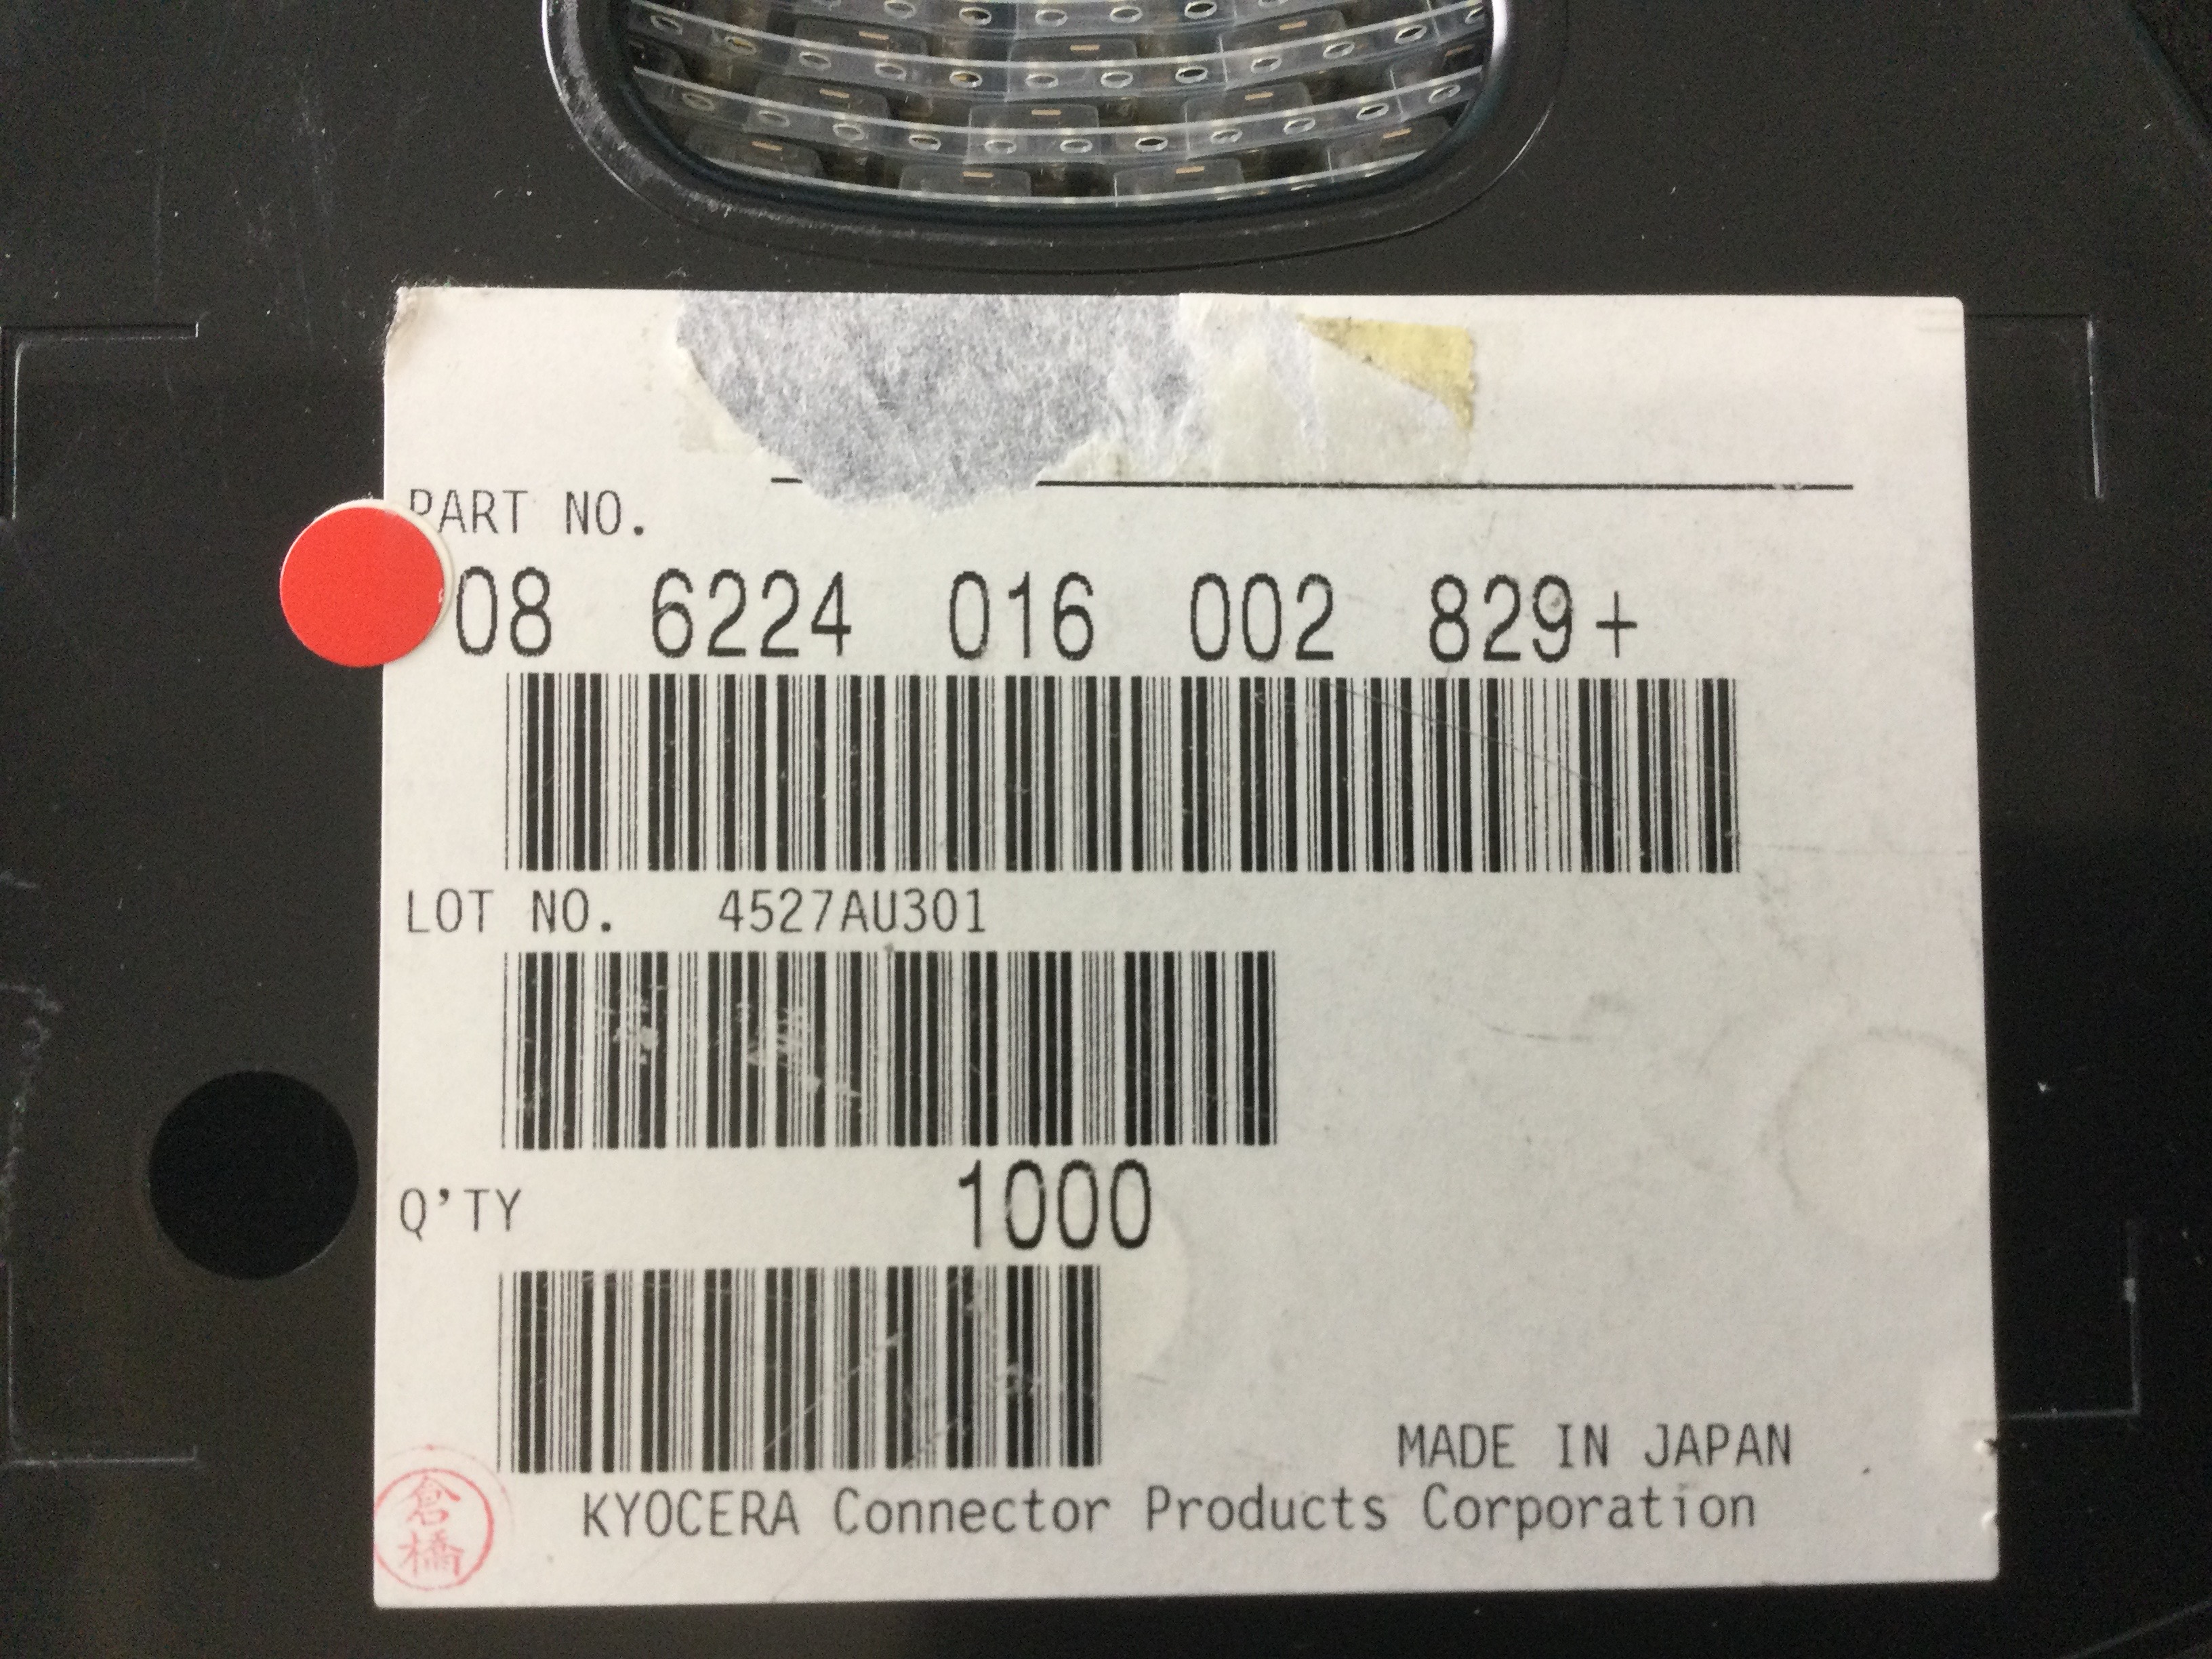 PART NO.
08 6224 016 002 829+
LOT NO. 4527AU301
Q'TY 1000
MADE IN JAPAN
KYOCERA Connector Products Corporation
倉橋